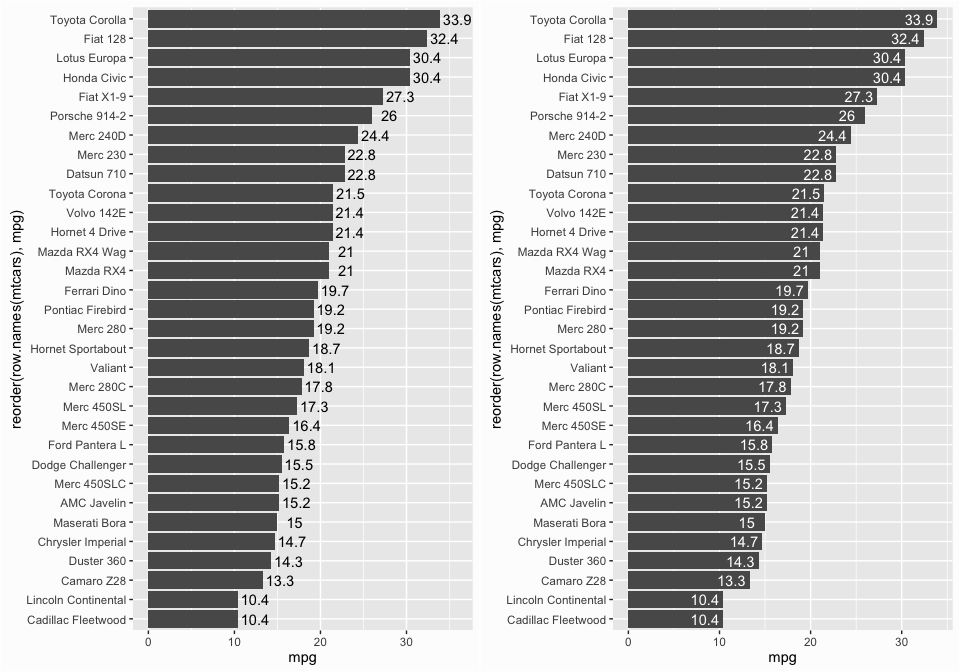 Toyota Corolla 33.9
Fiat 128 32.4
Lotus Europa 30.4
Honda Civic 30.4
Fiat X1-9 27.3
Porsche 914-2 26
Merc 240D 24.4
Merc 230 22.8
Datsun 710 22.8
Toyota Corona 21.5
Volvo 142E 21.4
Hornet 4 Drive 21.4
Mazda RX4 Wag 21
Mazda RX4 21
Ferrari Dino 19.7
Pontiac Firebird 19.2
Merc 280 19.2
Hornet Sportabout 18.7
Valiant 18.1
Merc 280C 17.8
Merc 450SL 17.3
Merc 450SE 16.4
Ford Pantera L 15.8
Dodge Challenger 15.5
Merc 450SLC 15.2
AMC Javelin 15.2
Maserati Bora 15
Chrysler Imperial 14.7
Duster 360 14.3
Camaro Z28 13.3
Lincoln Continental 10.4
Cadillac Fleetwood 10.4
0 10 20 30
mpg
reorder(row.names(mtcars), mpg)
Toyota Corolla 33.9
Fiat 128 32.4
Lotus Europa 30.4
Honda Civic 30.4
Fiat X1-9 27.3
Porsche 914-2 26
Merc 240D 24.4
Merc 230 22.8
Datsun 710 22.8
Toyota Corona 21.5
Volvo 142E 21.4
Hornet 4 Drive 21.4
Mazda RX4 Wag 21
Mazda RX4 21
Ferrari Dino 19.7
Pontiac Firebird 19.2
Merc 280 19.2
Hornet Sportabout 18.7
Valiant 18.1
Merc 280C 17.8
Merc 450SL 17.3
Merc 450SE 16.4
Ford Pantera L 15.8
Dodge Challenger 15.5
Merc 450SLC 15.2
AMC Javelin 15.2
Maserati Bora 15
Chrysler Imperial 14.7
Duster 360 14.3
Camaro Z28 13.3
Lincoln Continental 10.4
Cadillac Fleetwood 10.4
0 10 20 30
mpg
reorder(row.names(mtcars), mpg)